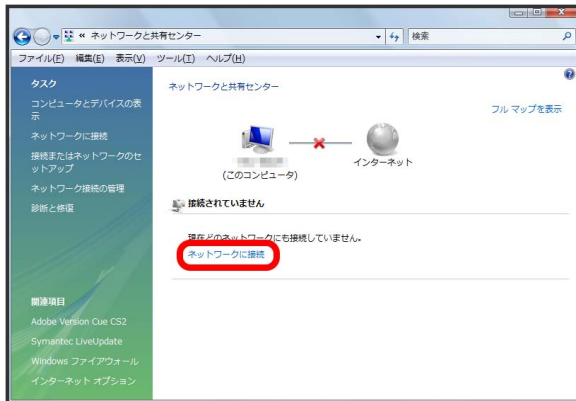 « ネットワークと共有センター
検索
ファイル(F) 編集(E) 表示(V) ツール(T) ヘルプ(H)
タスク
コンピュータとデバイスの表
示
ネットワークに接続
接続またはネットワークのセ
ットアップ
ネットワーク接続の管理
診断と修復
関連項目
Adobe Version Cue CS2
Symantec LiveUpdate
Windows ファイアウォール
インターネット オプション
ネットワークと共有センター
フル マップを表示
(このコンピュータ)
インターネット
接続されていません
現在どのネットワークにも接続していません。
ネットワークに接続